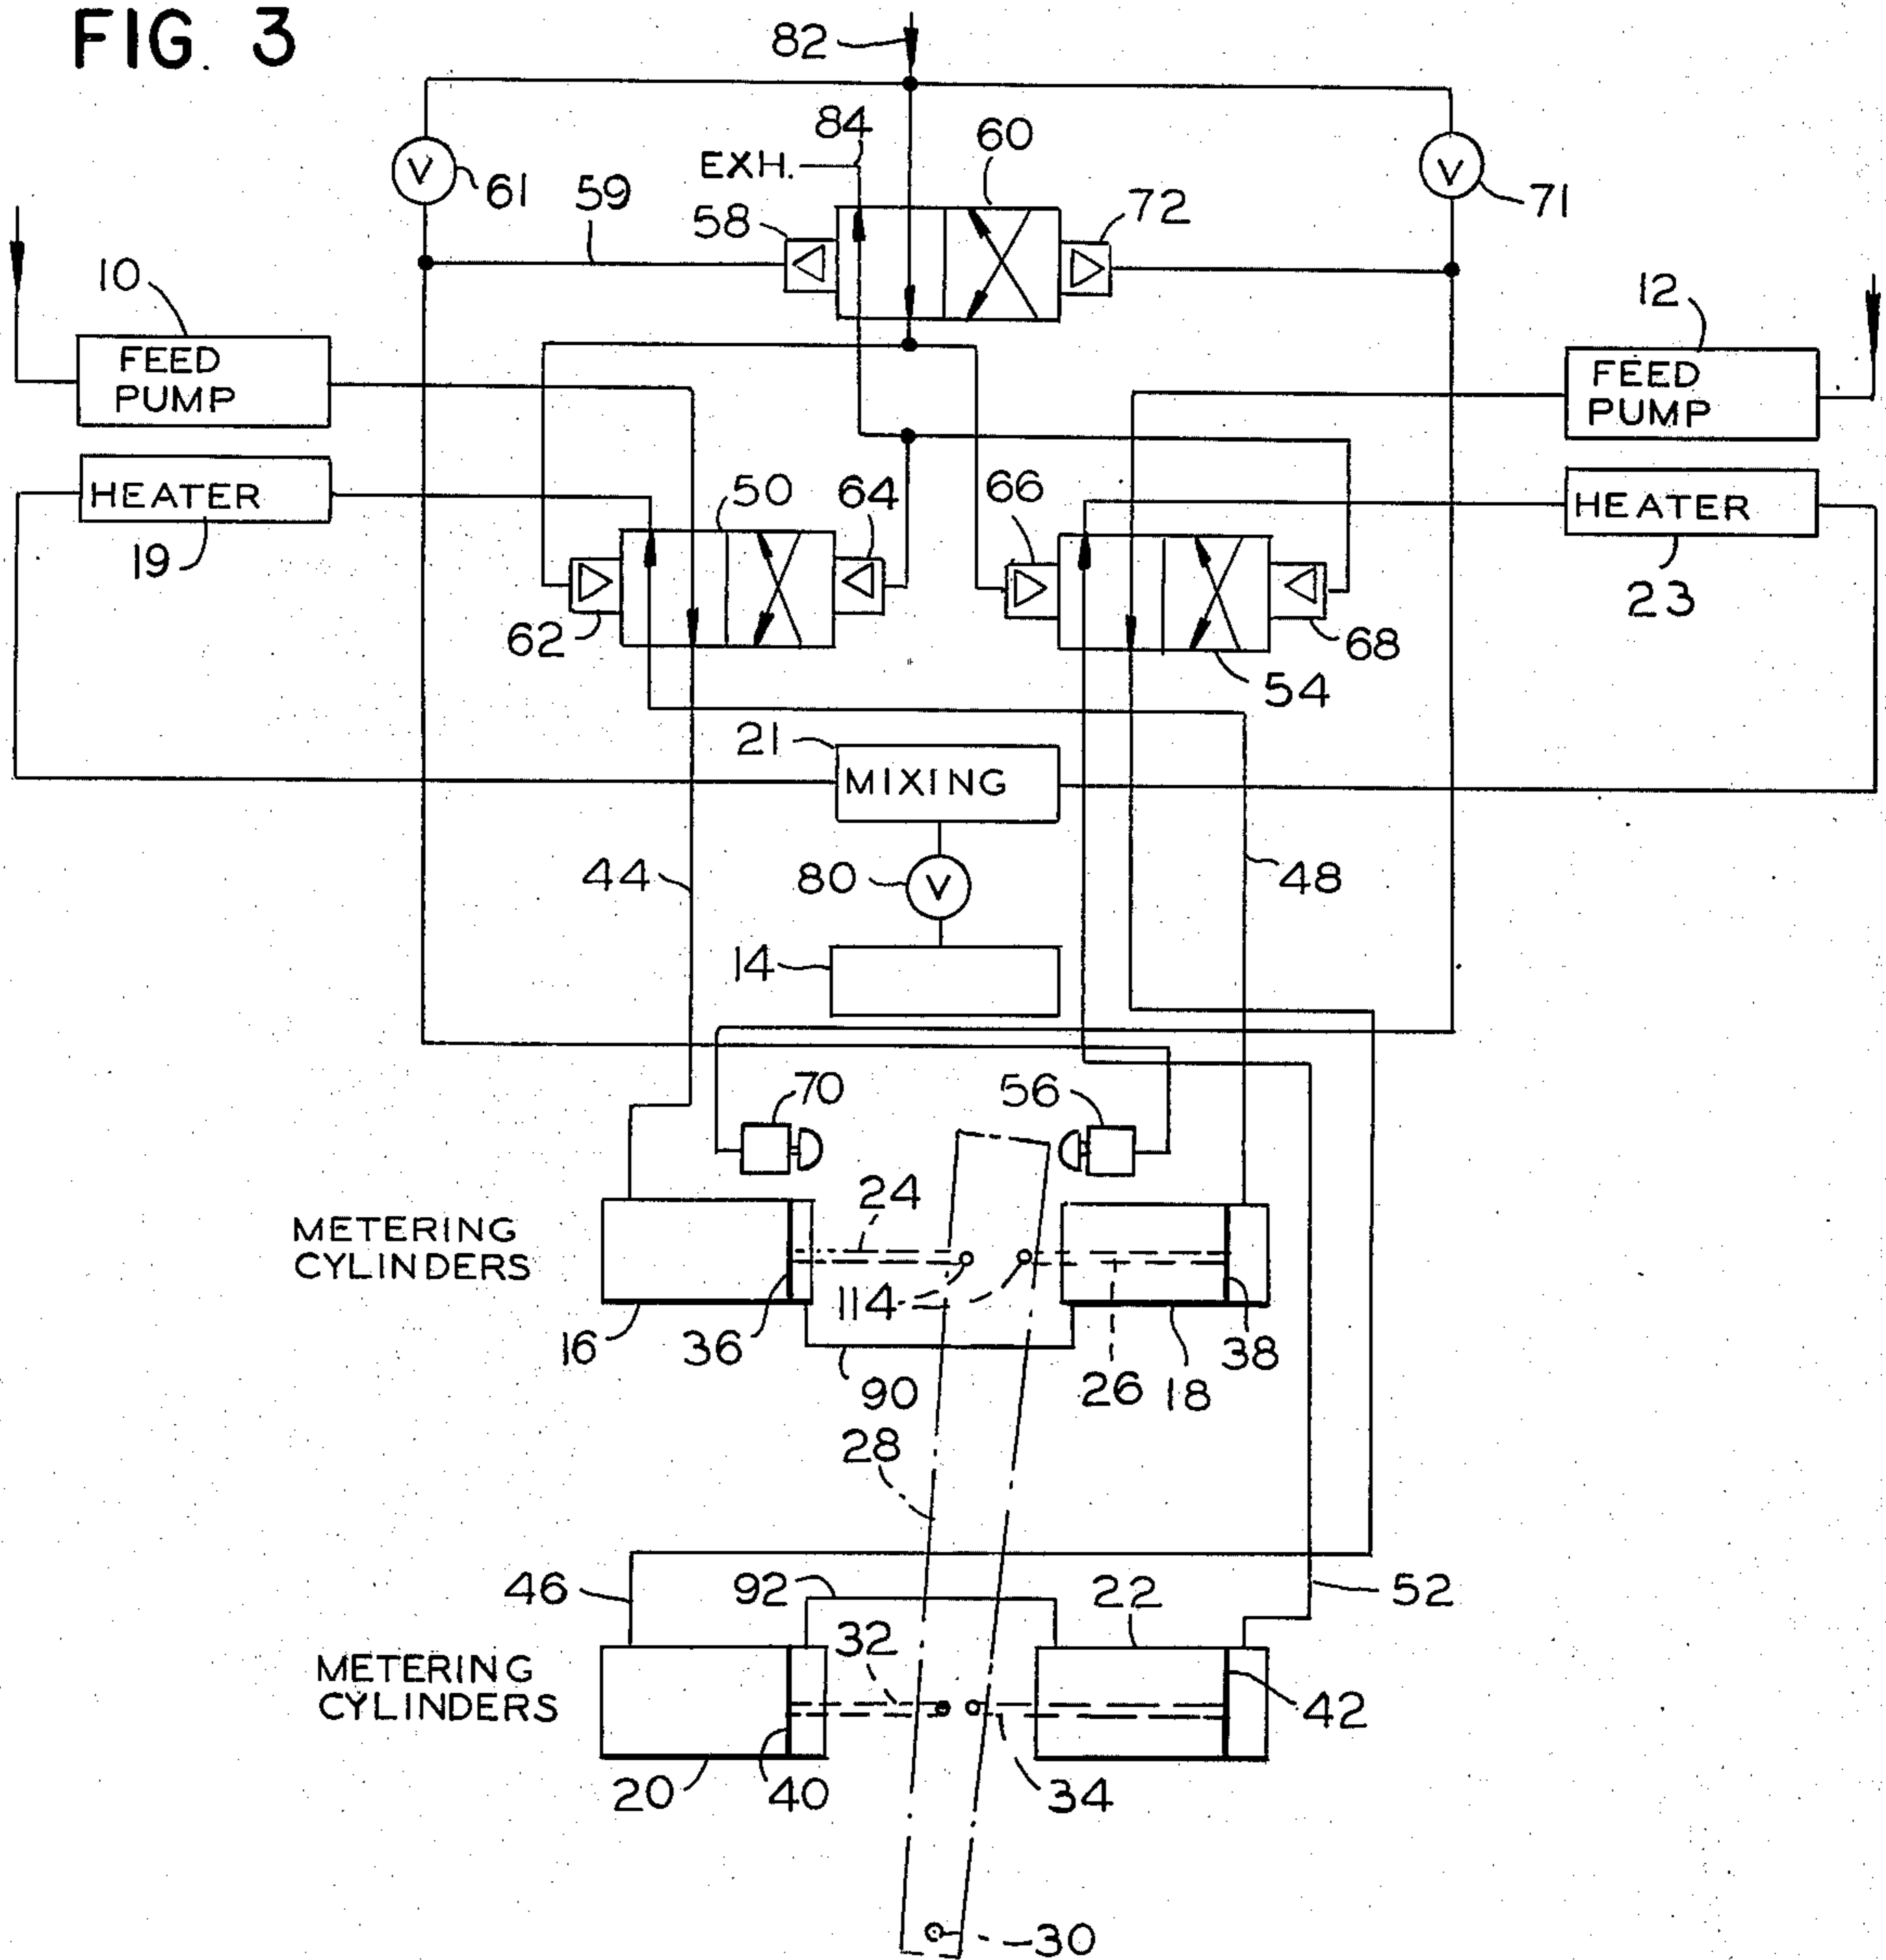 FIG. 3
82
84
60
EXH.
61
59
58
72
71
10
12
FEED
PUMP
FEED
PUMP
50
64
66
HEATER
HEATER
19
62
68
23
54
21
MIXING
44
80
V
48
V
V
14
70
56
24
METERING
CYLINDERS
114
16
36
90
26
18
38
28
46
92
22
52
32
METERING
CYLINDERS
42
20
40
34
30